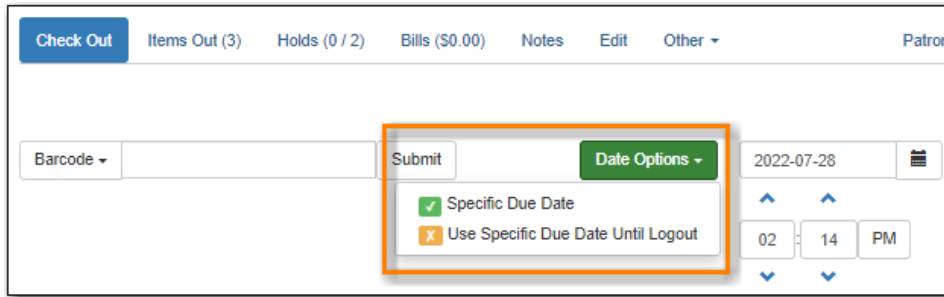 Check Out Items Out (3) Holds (0 / 2) Bills ($0.00) Notes Edit Other
Barcode Submit Date Options 2022-07-28
Specific Due Date
Use Specific Due Date Until Logout
02 : 14 PM